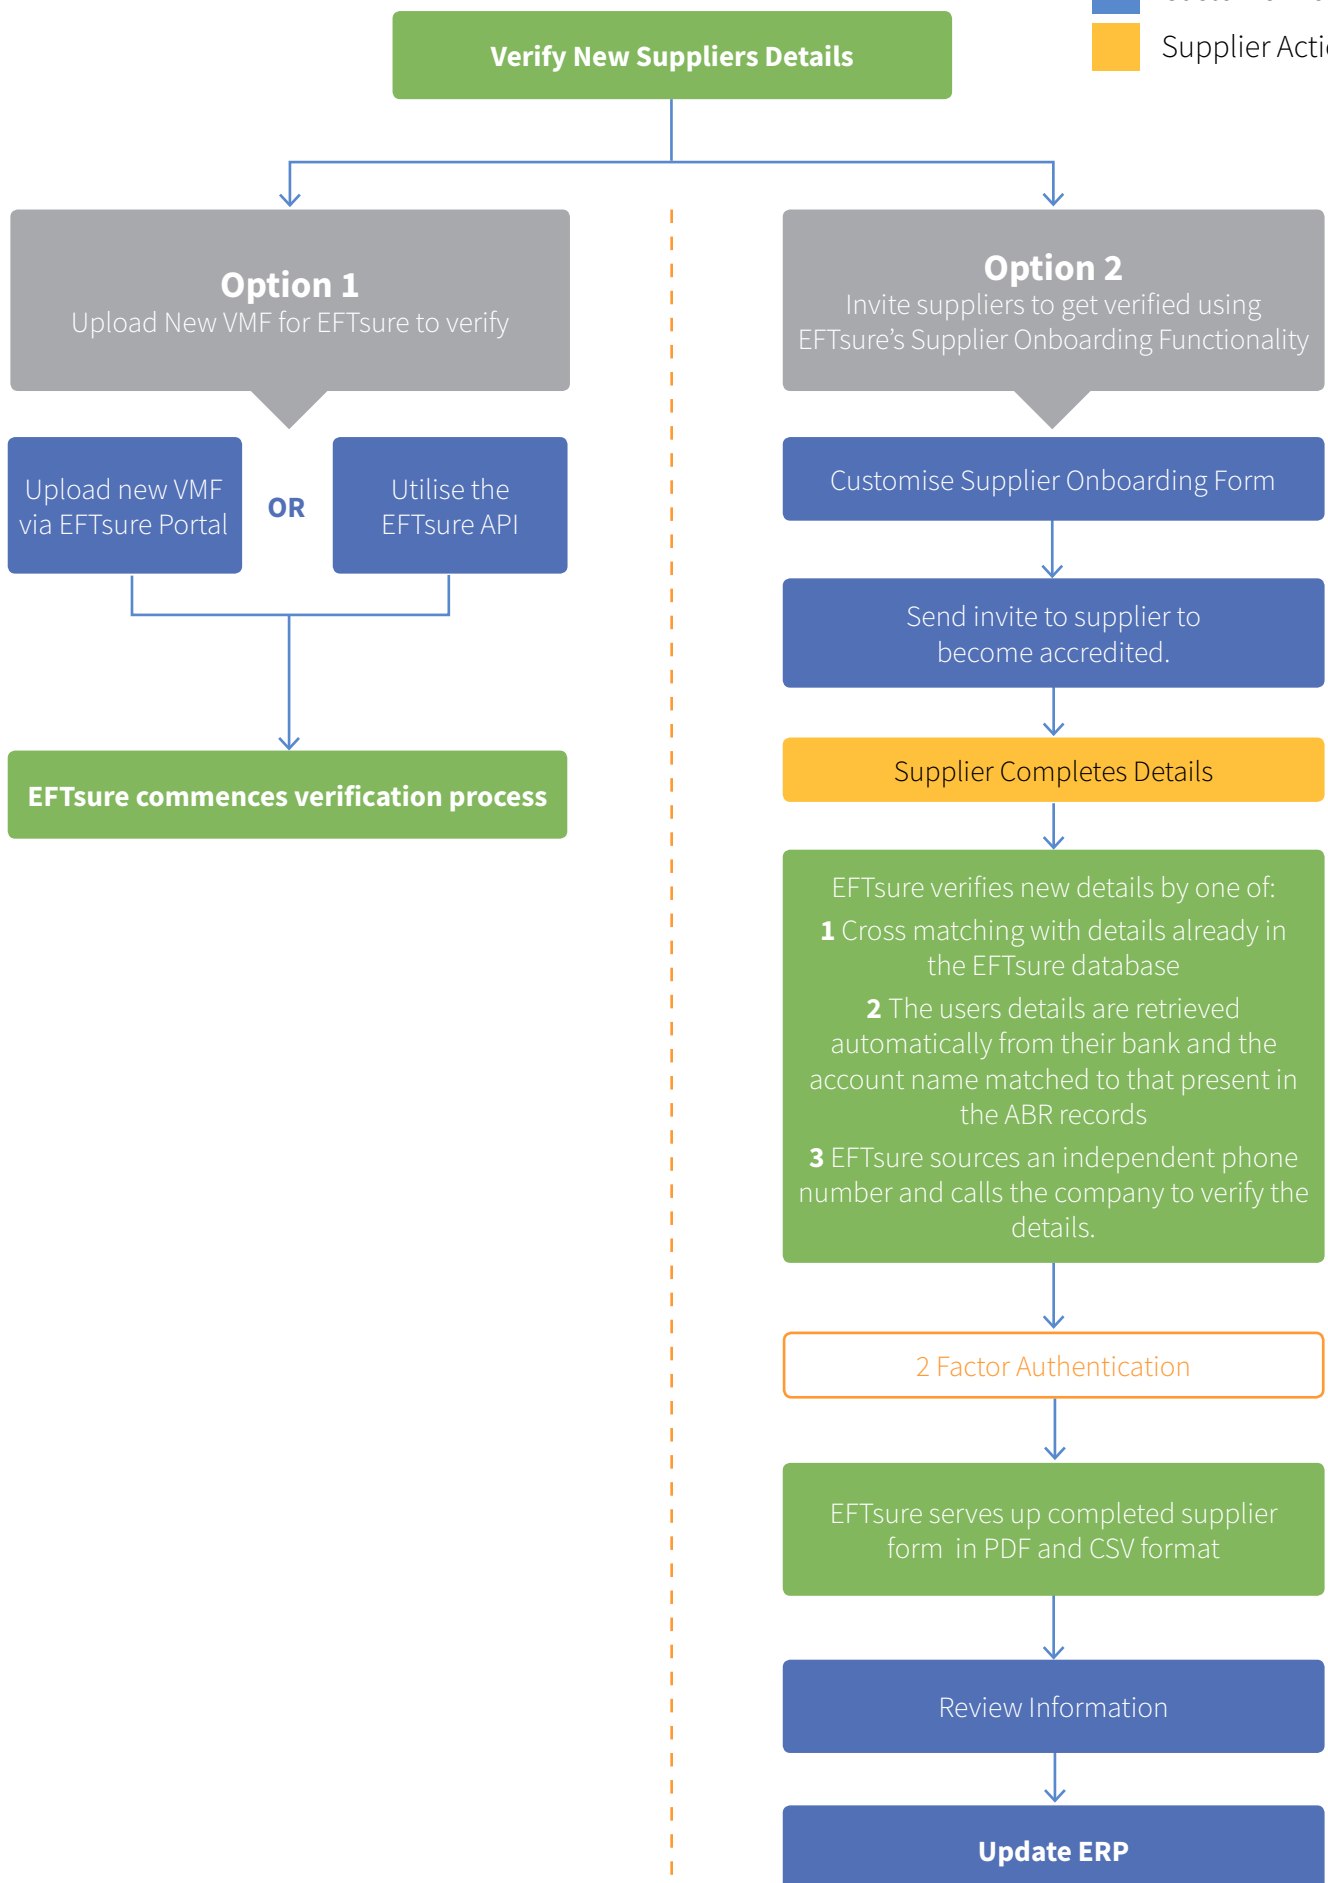 Supplier
Verify New Suppliers Details
Option 1
Upload New VMF for EFTsure to verify
Upload new VMF
via EFTsure Portal
OR
Utilise the
EFTsure API
EFTsure commences verification process
Option 2
Invite suppliers to get verified using
EFTsure’s Supplier Onboarding Functionality
Customise Supplier Onboarding Form
Send invite to supplier to
become accredited.
Supplier Completes Details
EFTsure verifies new details by one of:
1 Cross matching with details already in
the EFTsure database
2 The users details are retrieved
automatically from their bank and the
account name matched to that present in
the ABR records
3 EFTsure sources an independent phone
number and calls the company to verify the
details.
2 Factor Authentication
EFTsure serves up completed supplier
form in PDF and CSV format
Review Information
Update ERP